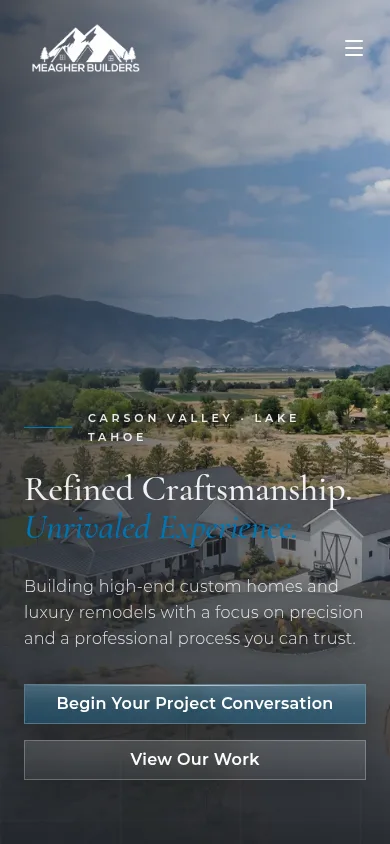 MEAGHER BUILDERS
CARSON VALLEY · LAKE
TAHOE
Refined Craftsmanship.
Unrivaled Experience.
Building high-end custom homes and
luxury remodels with a focus on precision
and a professional process you can trust.
Begin Your Project Conversation
View Our Work